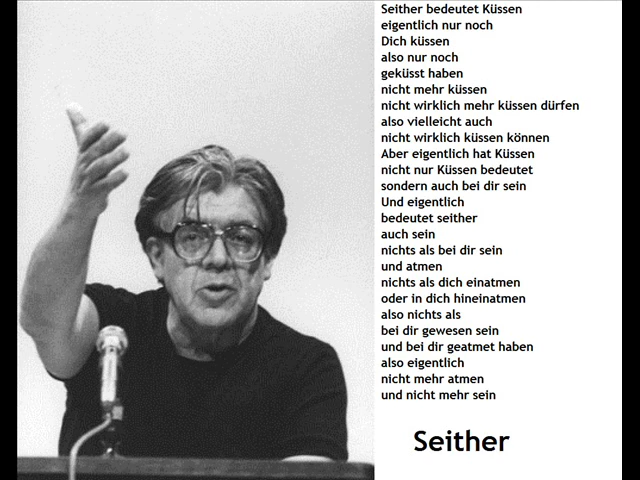 Seither bedeutet Küssen
eigentlich nur noch
Dich küssen
also nur noch
geküsst haben
nicht mehr küssen
nicht wirklich mehr küssen dürfen
also vielleicht auch
nicht wirklich küssen können
Aber eigentlich hat Küssen
nicht nur Küssen bedeutet
sondern auch bei dir sein
Und eigentlich
bedeutet seither
auch sein
nichts als bei dir sein
und atmen
nichts als dich einatmen
oder in dich hineinatmen
also nichts als
bei dir gewesen sein
und bei dir geatmet haben
also eigentlich
nicht mehr atmen
und nicht mehr sein
Seither